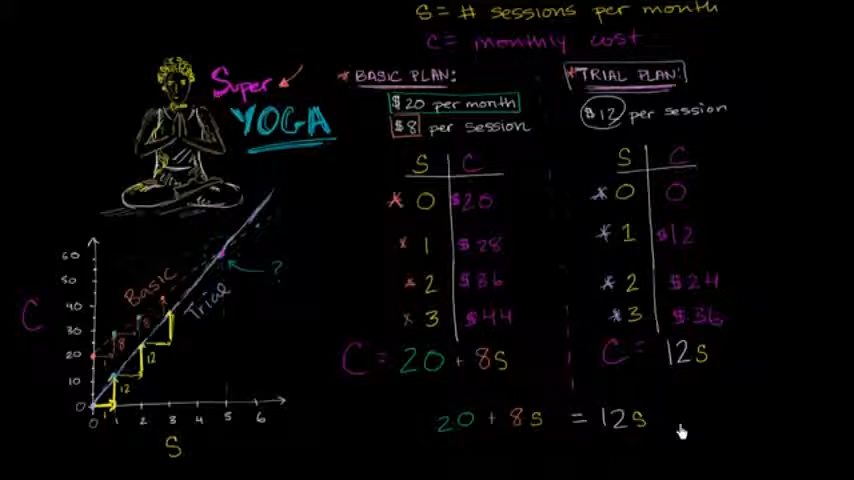 S = # sessions per month
C = monthly cost
Super
YOGA
* BASIC PLAN:
$20 per month
$8 per session
S C
* 0 $20
* 1 $28
* 2 $36
* 3 $44
C = 20 + 8s
* TRIAL PLAN:
$12 per session
S C
* 0 0
* 1 $12
* 2 $24
* 3 $36
C = 12s
20 + 8s = 12s
C
60
50
40
30
20
10
0
Basic
Trial
?
1 8 8
12 12
1
0 1 2 3 4 5 6
S